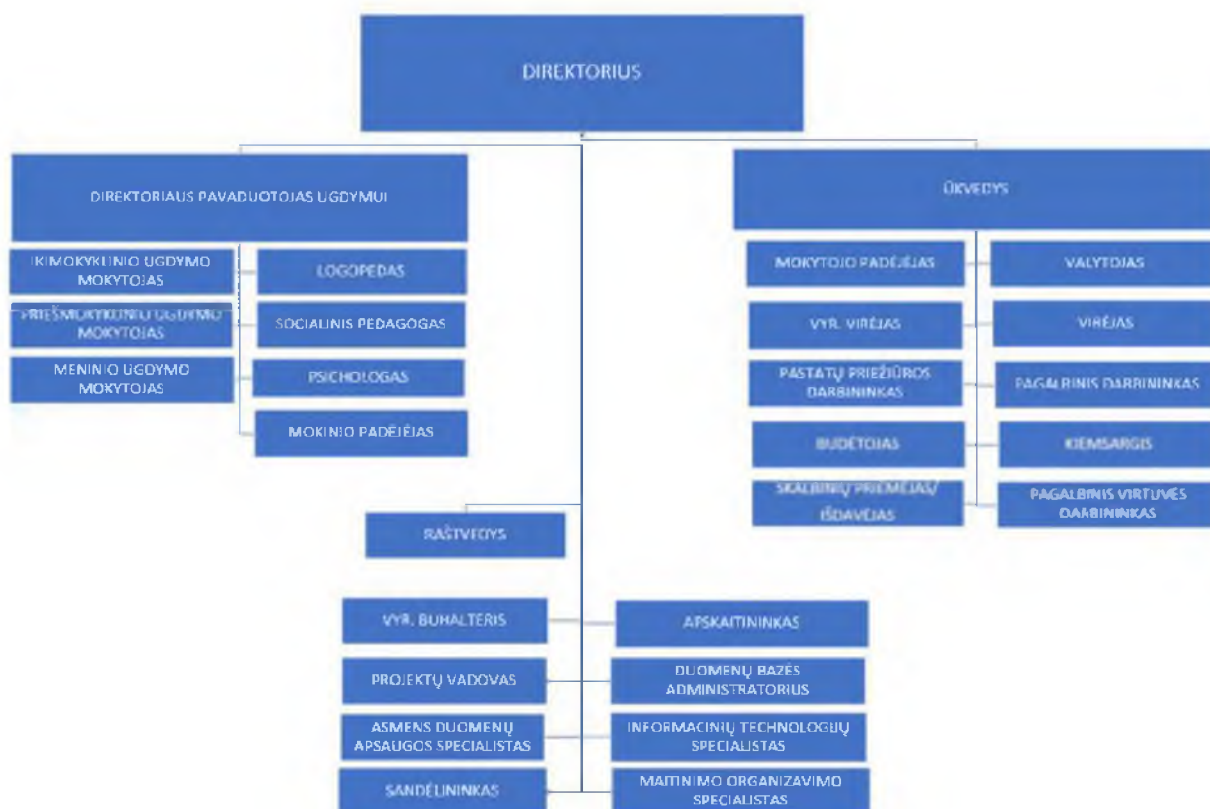 DIREKTORIUS
DIREKTORIAUS PAVADUOTOJAS UGDYMUI
IKIMOKYKLINIO UGDYMO
MOKYTOJAS
LOGOPEDAS
PRIEŠMOKYKLINIO UGDYMO
MOKYTOJAS
SOCIALINIS PEDAGOGAS
MENINIO UGDYMO
MOKYTOJAS
PSICHOLOGAS
MOKINIO PADĖJĖJAS
ŪKVEDYS
MOKYTOJO PADĖJĖJAS
VALYTOJAS
VYR. VIRĖJAS
VIRĖJAS
PASTATŲ PRIEŽIŪROS
DARBININKAS
PAGALBINIS DARBININKAS
BUDĖTOJAS
KIEMSARGIS
SKALBINIŲ PRIĖMĖJAS/
IŠDAVĖJAS
PAGALBINIS VIRTUVĖS
DARBININKAS
RAŠTVEDYS
VYR. BUHALTERIS
APSKAITININKAS
PROJEKTŲ VADOVAS
DUOMENŲ BAZĖS
ADMINISTRATORIUS
ASMENS DUOMENŲ
APSAUGOS SPECIALISTAS
INFORMACINIŲ TECHNOLOGIJŲ
SPECIALISTAS
SANDĖLININKAS
MAITINIMO ORGANIZAVIMO
SPECIALISTAS